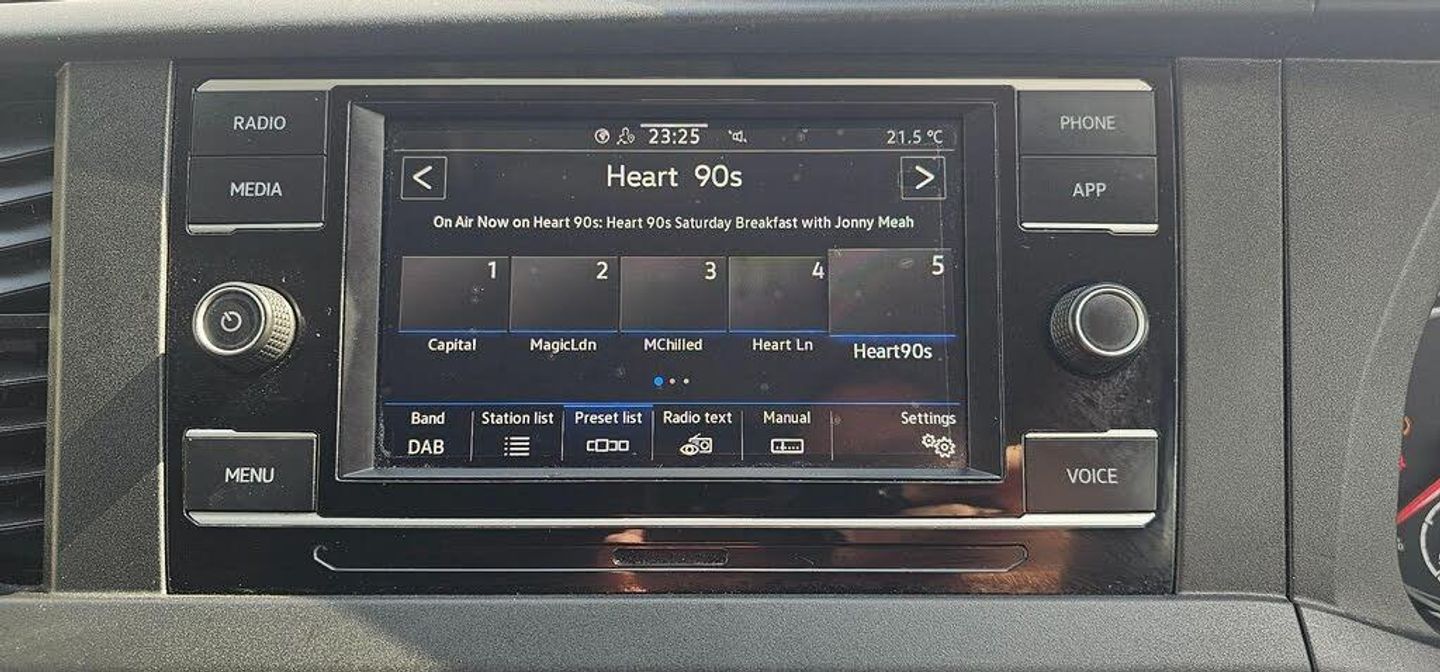 RADIO
MEDIA
MENU
23:25
21.5 °C
<
Heart 90s
>
On Air Now on Heart 90s: Heart 90s Saturday Breakfast with Jonny Meah
1
2
3
4
5
Capital
MagicLdn
MChilled
Heart Ln
Heart90s
Band
Station list
Preset list
Radio text
Manual
Settings
DAB
PHONE
APP
VOICE